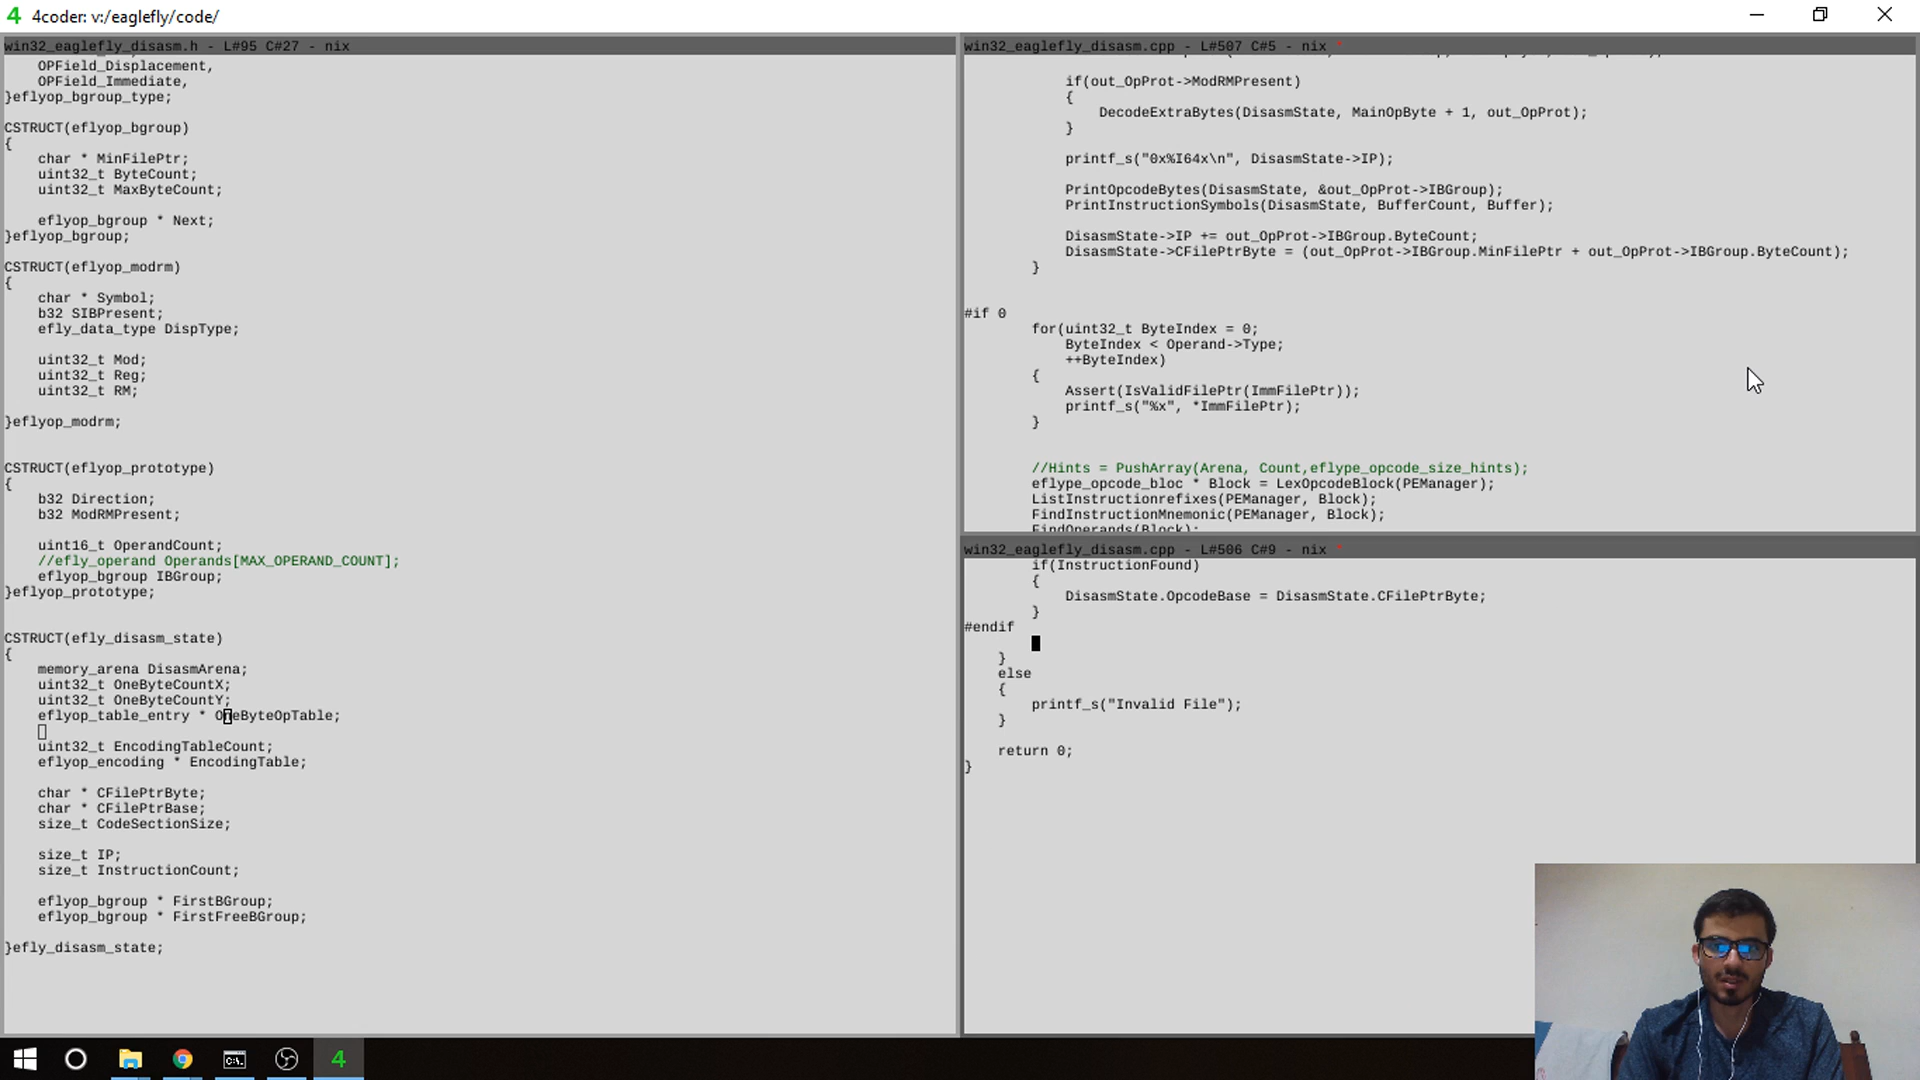 4 4coder: v:/eaglefly/code/
win32_eaglefly_disasm.h - L#95 C#27 - nix
OPField_Displacement,
OPField_Immediate,
}eflyop_bgroup_type;
CSTRUCT(eflyop_bgroup)
{
char * MinFilePtr;
uint32_t ByteCount;
uint32_t MaxByteCount;
eflyop_bgroup * Next;
}eflyop_bgroup;
CSTRUCT(eflyop_modrm)
{
char * Symbol;
b32 SIBPresent;
efly_data_type DispType;
uint32_t Mod;
uint32_t Reg;
uint32_t RM;
}eflyop_modrm;
CSTRUCT(eflyop_prototype)
{
b32 Direction;
b32 ModRMPresent;
uint16_t OperandCount;
//efly_operand Operands[MAX_OPERAND_COUNT];
eflyop_bgroup IBGroup;
}eflyop_prototype;
CSTRUCT(efly_disasm_state)
{
memory_arena DisasmArena;
uint32_t OneByteCountX;
uint32_t OneByteCountY;
eflyop_table_entry * OneByteOpTable;
uint32_t EncodingTableCount;
eflyop_encoding * EncodingTable;
char * CFilePtrByte;
char * CFilePtrBase;
size_t CodeSectionSize;
size_t IP;
size_t InstructionCount;
eflyop_bgroup * FirstBGroup;
eflyop_bgroup * FirstFreeBGroup;
}efly_disasm_state;
win32_eaglefly_disasm.cpp - L#507 C#5 - nix *
if(out_OpProt->ModRMPresent)
{
DecodeExtraBytes(DisasmState, MainOpByte + 1, out_OpProt);
}
printf_s("0x%I64x\n", DisasmState->IP);
PrintOpcodeBytes(DisasmState, &out_OpProt->IBGroup);
PrintInstructionSymbols(DisasmState, BufferCount, Buffer);
DisasmState->IP += out_OpProt->IBGroup.ByteCount;
DisasmState->CFilePtrByte = (out_OpProt->IBGroup.MinFilePtr + out_OpProt->IBGroup.ByteCount);
}
#if 0
for(uint32_t ByteIndex = 0;
ByteIndex < Operand->Type;
++ByteIndex)
{
Assert(IsValidFilePtr(ImmFilePtr));
printf_s("%x", *ImmFilePtr);
}
//Hints = PushArray(Arena, Count,eflype_opcode_size_hints);
eflype_opcode_bloc * Block = LexOpcodeBlock(PEManager);
ListInstructionrefixes(PEManager, Block);
FindInstructionMnemonic(PEManager, Block);
FindOperands(Block);
win32_eaglefly_disasm.cpp - L#506 C#9 - nix *
if(InstructionFound)
{
DisasmState.OpcodeBase = DisasmState.CFilePtrByte;
}
#endif
}
else
{
printf_s("Invalid File");
}
return 0;
}
4